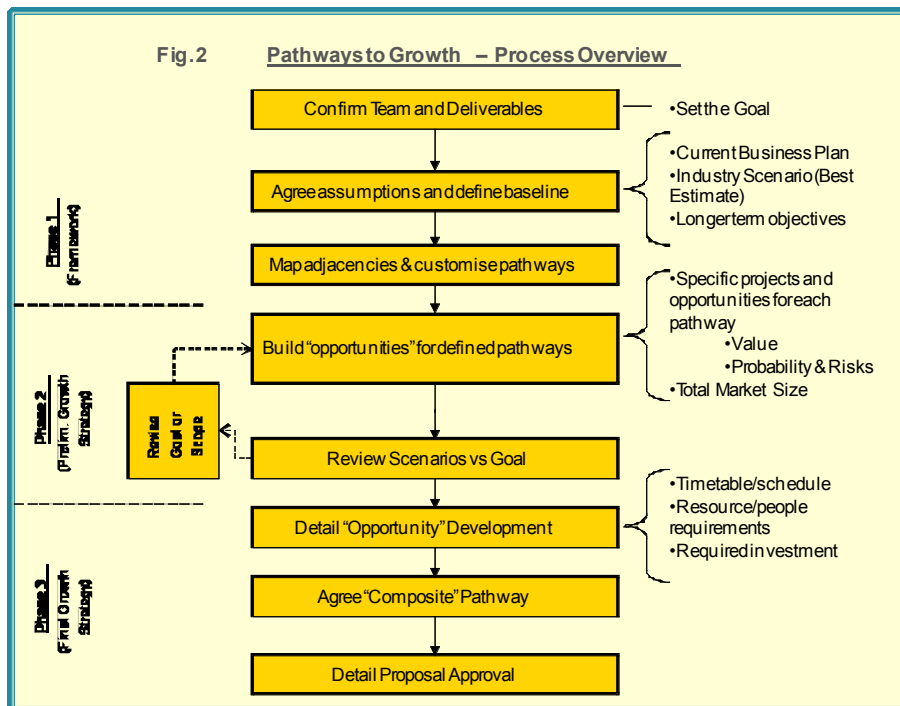 Fig.2 Pathways to Growth – Process Overview
Confirm Team and Deliverables
•Set the Goal
•Current Business Plan
•Industry Scenario (Best
Estimate)
•Longer term objectives
Agree assumptions and define baseline
Phase 1
(Framework)
Map adjacencies & customise pathways
•Specific projects and
opportunities for each
pathway
•Value
•Probability & Risks
•Total Market Size
Build “opportunities” for defined pathways
Phase 2
(Prelim. Growth
Strategy)
Revise
Goal or
Scope
Review Scenarios vs Goal
•Timetable/schedule
•Resource/people
requirements
•Required investment
Detail “Opportunity” Development
Phase 3
(Final Growth
Strategy)
Agree “Composite” Pathway
Detail Proposal Approval